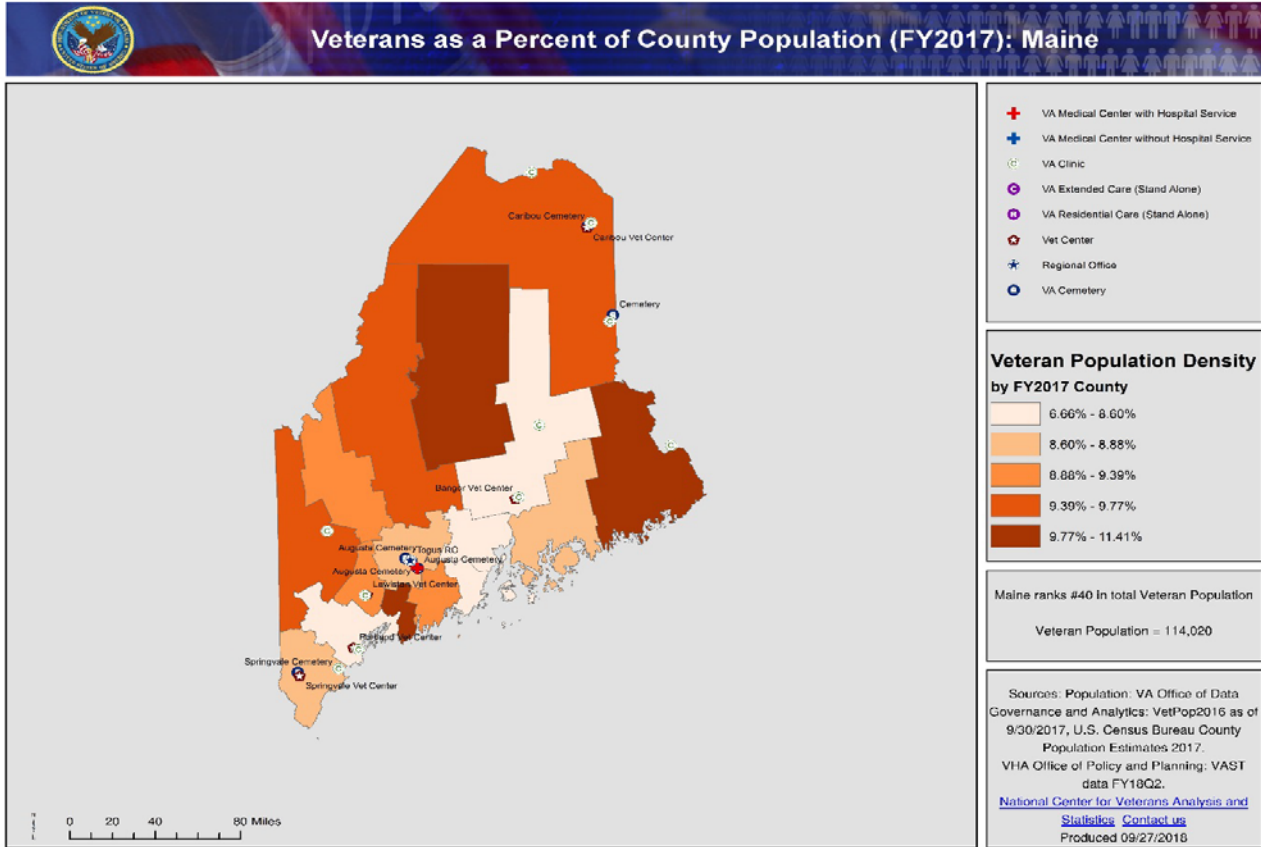 Veterans as a Percent of County Population (FY2017): Maine
Caribou Cemetery
Caribou Vet Center
Cemetery
Bangor Vet Center
Augusta Cemetery
Togus RO
Augusta Cemetery
Augusta Cemetery
Lewiston Vet Center
Portland Vet Center
Springvale Cemetery
Springvale Vet Center
0 20 40 80 Miles
VA Medical Center with Hospital Service
VA Medical Center without Hospital Service
VA Clinic
VA Extended Care (Stand Alone)
VA Residential Care (Stand Alone)
Vet Center
Regional Office
VA Cemetery
Veteran Population Density
by FY2017 County
6.66% - 8.60%
8.60% - 8.88%
8.88% - 9.39%
9.39% - 9.77%
9.77% - 11.41%
Maine ranks #40 in total Veteran Population
Veteran Population = 114,020
Sources: Population: VA Office of Data
Governance and Analytics: VetPop2016 as of
9/30/2017, U.S. Census Bureau County
Population Estimates 2017.
VHA Office of Policy and Planning: VAST
data FY18Q2.
National Center for Veterans Analysis and
Statistics Contact us
Produced 09/27/2018